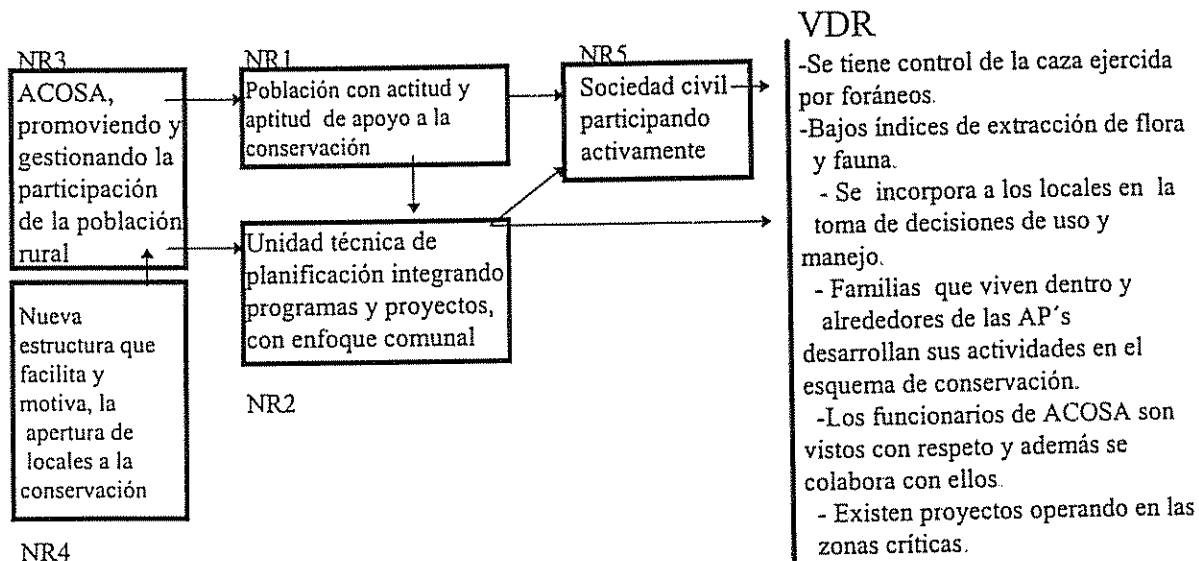 NR3
ACOSA,
promoviendo y
gestionando la
participación
de la población
rural
Nueva
estructura que
facilita y
motiva, la
apertura de
locales a la
conservación
NR4
NR1
Población con actitud y
aptitud de apoyo a la
conservación
Unidad técnica de
planificación integrando
programas y proyectos,
con enfoque comunal
NR2
NR5
Sociedad civil
participando
activamente
VDR
-Se tiene control de la caza ejercida
por foráneos.
-Bajos índices de extracción de flora
y fauna.
- Se incorpora a los locales en la
toma de decisiones de uso y
manejo.
- Familias que viven dentro y
alrededores de las AP´s
desarrollan sus actividades en el
esquema de conservación.
-Los funcionarios de ACOSA son
vistos con respeto y además se
colabora con ellos.
- Existen proyectos operando en las
zonas críticas.